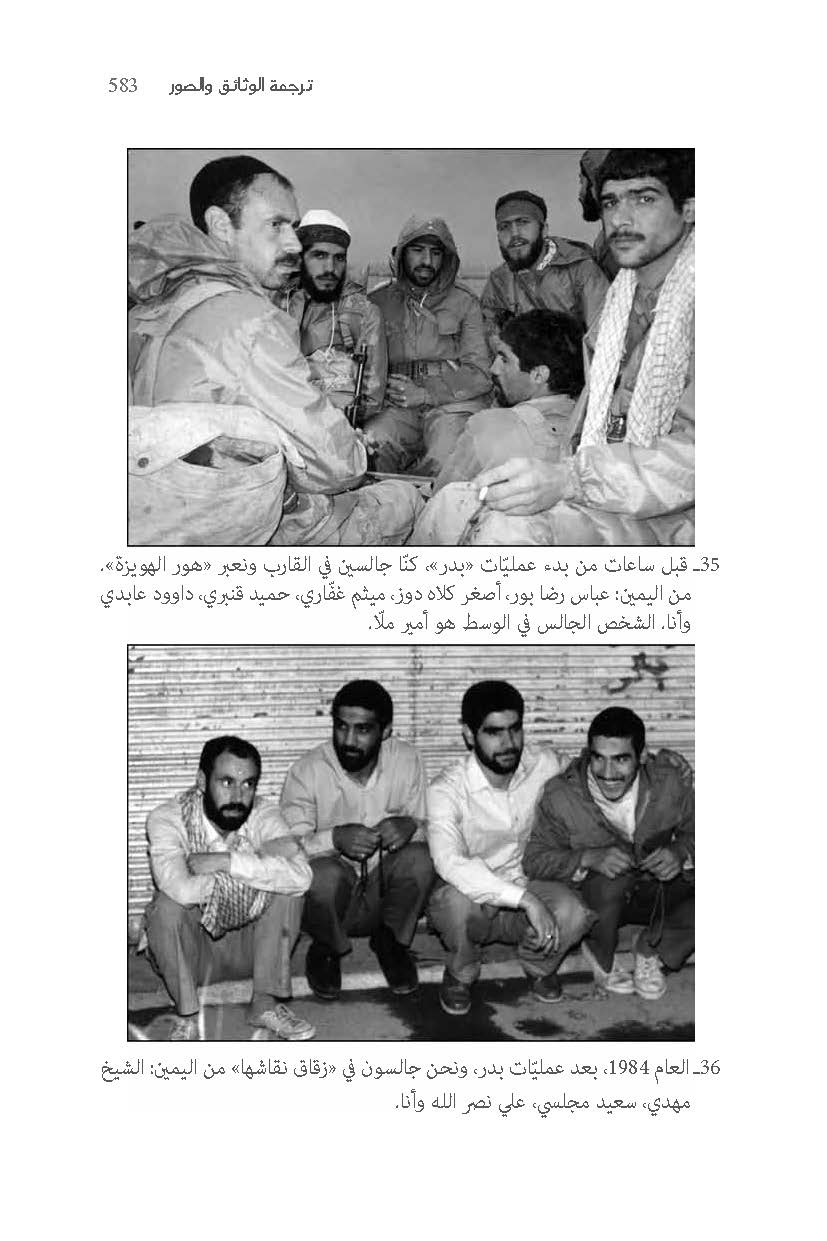 ترجمة الوثائق والصور 583
35ـ قبل ساعات من بدء عمليّات «بدر»، كنّا جالسين في القارب ونعبر «هور الهويزة».
من اليمين: عباس رضا بور، أصغر كلاه دوز، ميثم غفّاري، حميد قنبري، داوود عابدي
وأنا. الشخص الجالس في الوسط هو أمير ملّا.
36ـ العام 1984، بعد عمليّات بدر، ونحن جالسون في «زقاق نقاشها» من اليمين: الشيخ
مهدي، سعيد مجلسي، علي نصر الله وأنا.